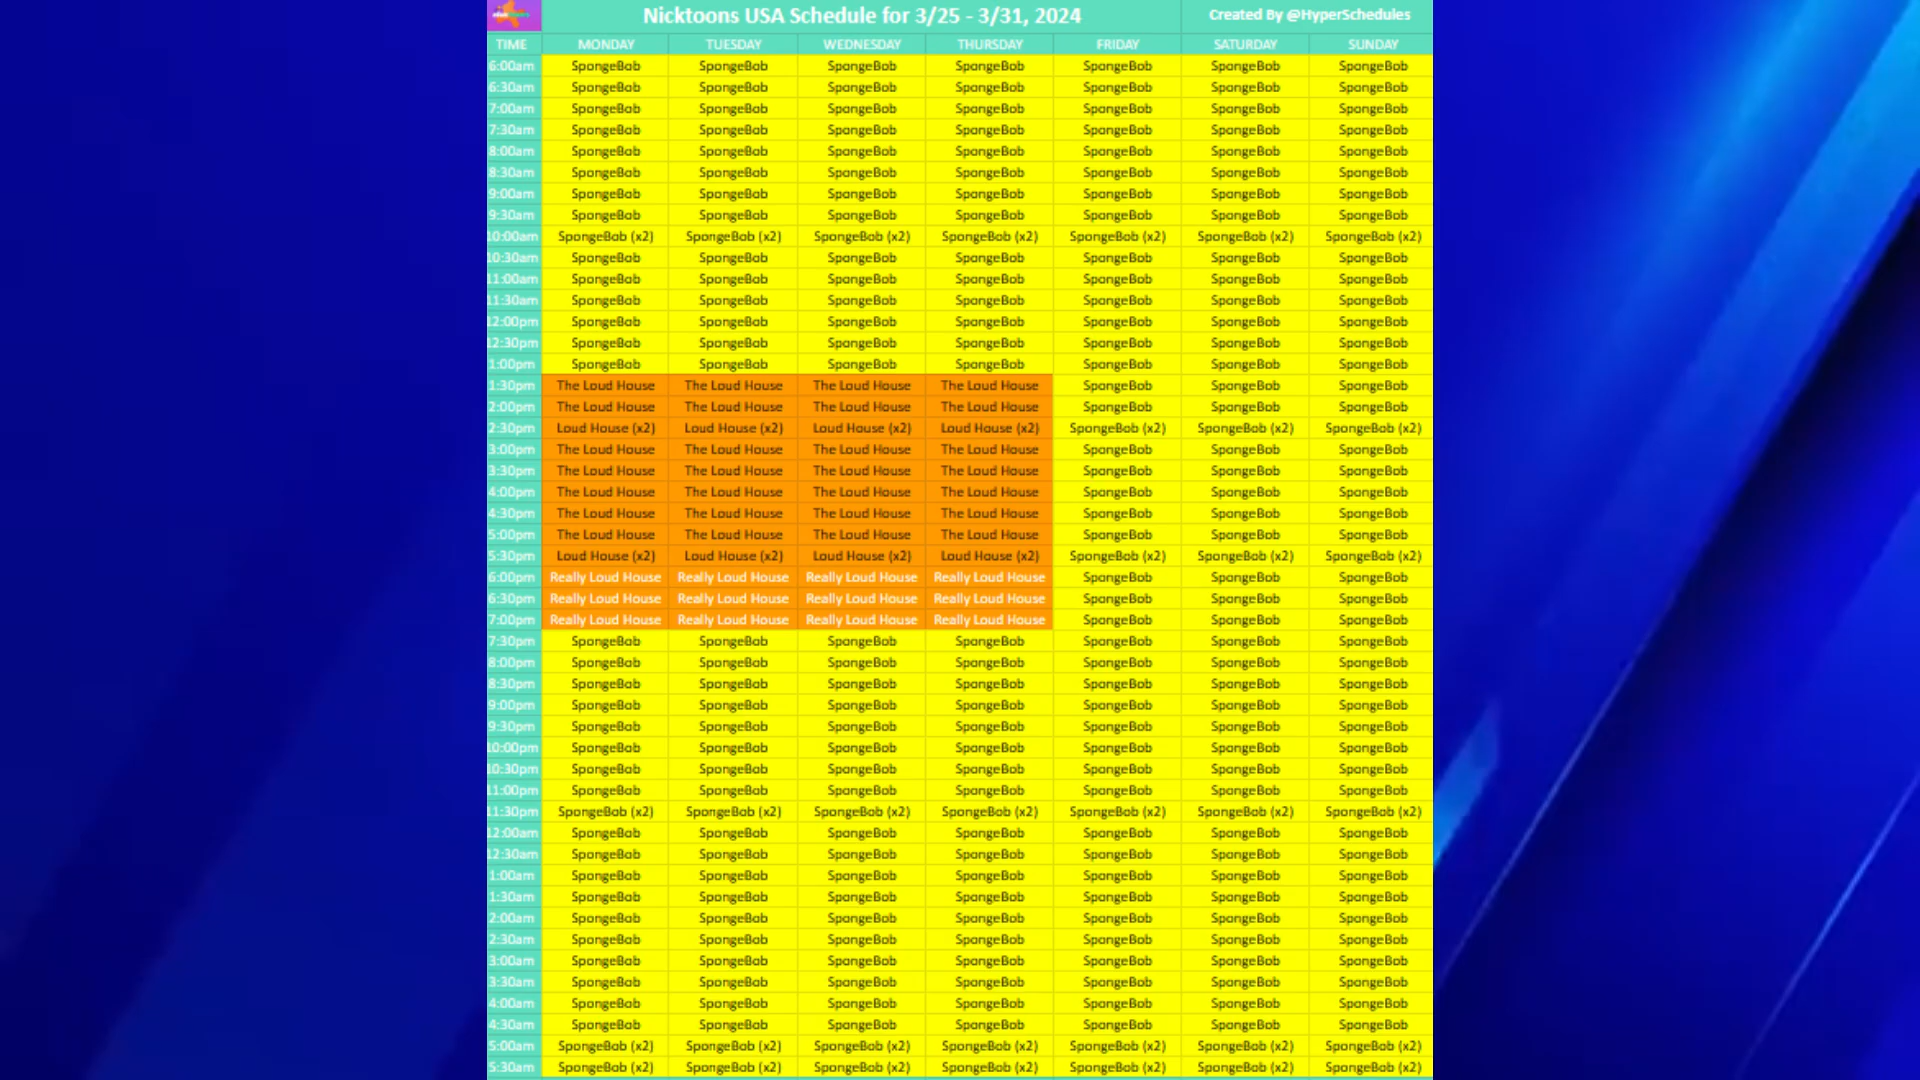 Nicktoons USA Schedule for 3/25 - 3/31, 2024 Created By @HyperSchedules
TIME MONDAY TUESDAY WEDNESDAY THURSDAY FRIDAY SATURDAY SUNDAY
6:00am SpongeBob SpongeBob SpongeBob SpongeBob SpongeBob SpongeBob SpongeBob
6:30am SpongeBob SpongeBob SpongeBob SpongeBob SpongeBob SpongeBob SpongeBob
7:00am SpongeBob SpongeBob SpongeBob SpongeBob SpongeBob SpongeBob SpongeBob
7:30am SpongeBob SpongeBob SpongeBob SpongeBob SpongeBob SpongeBob SpongeBob
8:00am SpongeBob SpongeBob SpongeBob SpongeBob SpongeBob SpongeBob SpongeBob
8:30am SpongeBob SpongeBob SpongeBob SpongeBob SpongeBob SpongeBob SpongeBob
9:00am SpongeBob SpongeBob SpongeBob SpongeBob SpongeBob SpongeBob SpongeBob
9:30am SpongeBob SpongeBob SpongeBob SpongeBob SpongeBob SpongeBob SpongeBob
10:00am SpongeBob (x2) SpongeBob (x2) SpongeBob (x2) SpongeBob (x2) SpongeBob (x2) SpongeBob (x2) SpongeBob (x2)
10:30am SpongeBob SpongeBob SpongeBob SpongeBob SpongeBob SpongeBob SpongeBob
11:00am SpongeBob SpongeBob SpongeBob SpongeBob SpongeBob SpongeBob SpongeBob
11:30am SpongeBob SpongeBob SpongeBob SpongeBob SpongeBob SpongeBob SpongeBob
12:00pm SpongeBob SpongeBob SpongeBob SpongeBob SpongeBob SpongeBob SpongeBob
12:30pm SpongeBob SpongeBob SpongeBob SpongeBob SpongeBob SpongeBob SpongeBob
1:00pm SpongeBob SpongeBob SpongeBob SpongeBob SpongeBob SpongeBob SpongeBob
1:30pm The Loud House The Loud House The Loud House The Loud House SpongeBob SpongeBob SpongeBob
2:00pm The Loud House The Loud House The Loud House The Loud House SpongeBob SpongeBob SpongeBob
2:30pm Loud House (x2) Loud House (x2) Loud House (x2) Loud House (x2) SpongeBob (x2) SpongeBob (x2) SpongeBob (x2)
3:00pm The Loud House The Loud House The Loud House The Loud House SpongeBob SpongeBob SpongeBob
3:30pm The Loud House The Loud House The Loud House The Loud House SpongeBob SpongeBob SpongeBob
4:00pm The Loud House The Loud House The Loud House The Loud House SpongeBob SpongeBob SpongeBob
4:30pm The Loud House The Loud House The Loud House The Loud House SpongeBob SpongeBob SpongeBob
5:00pm The Loud House The Loud House The Loud House The Loud House SpongeBob SpongeBob SpongeBob
5:30pm Loud House (x2) Loud House (x2) Loud House (x2) Loud House (x2) SpongeBob (x2) SpongeBob (x2) SpongeBob (x2)
6:00pm Really Loud House Really Loud House Really Loud House Really Loud House SpongeBob SpongeBob SpongeBob
6:30pm Really Loud House Really Loud House Really Loud House Really Loud House SpongeBob SpongeBob SpongeBob
7:00pm Really Loud House Really Loud House Really Loud House Really Loud House SpongeBob SpongeBob SpongeBob
7:30pm SpongeBob SpongeBob SpongeBob SpongeBob SpongeBob SpongeBob SpongeBob
8:00pm SpongeBob SpongeBob SpongeBob SpongeBob SpongeBob SpongeBob SpongeBob
8:30pm SpongeBob SpongeBob SpongeBob SpongeBob SpongeBob SpongeBob SpongeBob
9:00pm SpongeBob SpongeBob SpongeBob SpongeBob SpongeBob SpongeBob SpongeBob
9:30pm SpongeBob SpongeBob SpongeBob SpongeBob SpongeBob SpongeBob SpongeBob
10:00pm SpongeBob SpongeBob SpongeBob SpongeBob SpongeBob SpongeBob SpongeBob
10:30pm SpongeBob SpongeBob SpongeBob SpongeBob SpongeBob SpongeBob SpongeBob
11:00pm SpongeBob SpongeBob SpongeBob SpongeBob SpongeBob SpongeBob SpongeBob
11:30pm SpongeBob (x2) SpongeBob (x2) SpongeBob (x2) SpongeBob (x2) SpongeBob (x2) SpongeBob (x2) SpongeBob (x2)
12:00am SpongeBob SpongeBob SpongeBob SpongeBob SpongeBob SpongeBob SpongeBob
12:30am SpongeBob SpongeBob SpongeBob SpongeBob SpongeBob SpongeBob SpongeBob
1:00am SpongeBob SpongeBob SpongeBob SpongeBob SpongeBob SpongeBob SpongeBob
1:30am SpongeBob SpongeBob SpongeBob SpongeBob SpongeBob SpongeBob SpongeBob
2:00am SpongeBob SpongeBob SpongeBob SpongeBob SpongeBob SpongeBob SpongeBob
2:30am SpongeBob SpongeBob SpongeBob SpongeBob SpongeBob SpongeBob SpongeBob
3:00am SpongeBob SpongeBob SpongeBob SpongeBob SpongeBob SpongeBob SpongeBob
3:30am SpongeBob SpongeBob SpongeBob SpongeBob SpongeBob SpongeBob SpongeBob
4:00am SpongeBob SpongeBob SpongeBob SpongeBob SpongeBob SpongeBob SpongeBob
4:30am SpongeBob SpongeBob SpongeBob SpongeBob SpongeBob SpongeBob SpongeBob
5:00am SpongeBob (x2) SpongeBob (x2) SpongeBob (x2) SpongeBob (x2) SpongeBob (x2) SpongeBob (x2) SpongeBob (x2)
5:30am SpongeBob (x2) SpongeBob (x2) SpongeBob (x2) SpongeBob (x2) SpongeBob (x2) SpongeBob (x2) SpongeBob (x2)